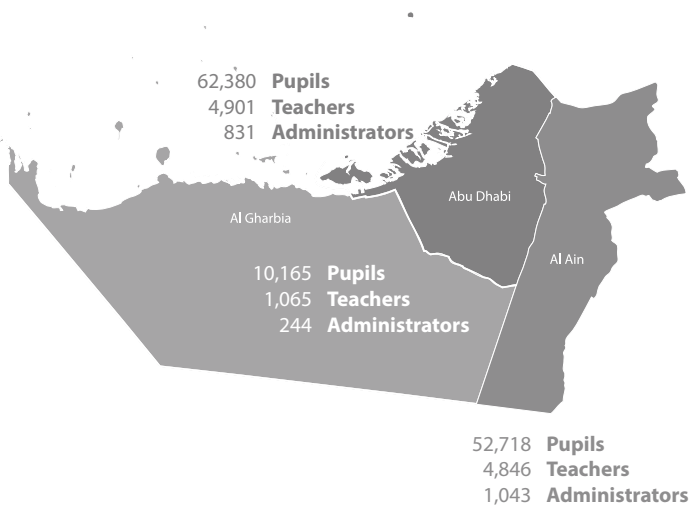 62,380 Pupils
4,901 Teachers
831 Administrators
Abu Dhabi
Al Gharbia
Al Ain
10,165 Pupils
1,065 Teachers
244 Administrators
52,718 Pupils
4,846 Teachers
1,043 Administrators